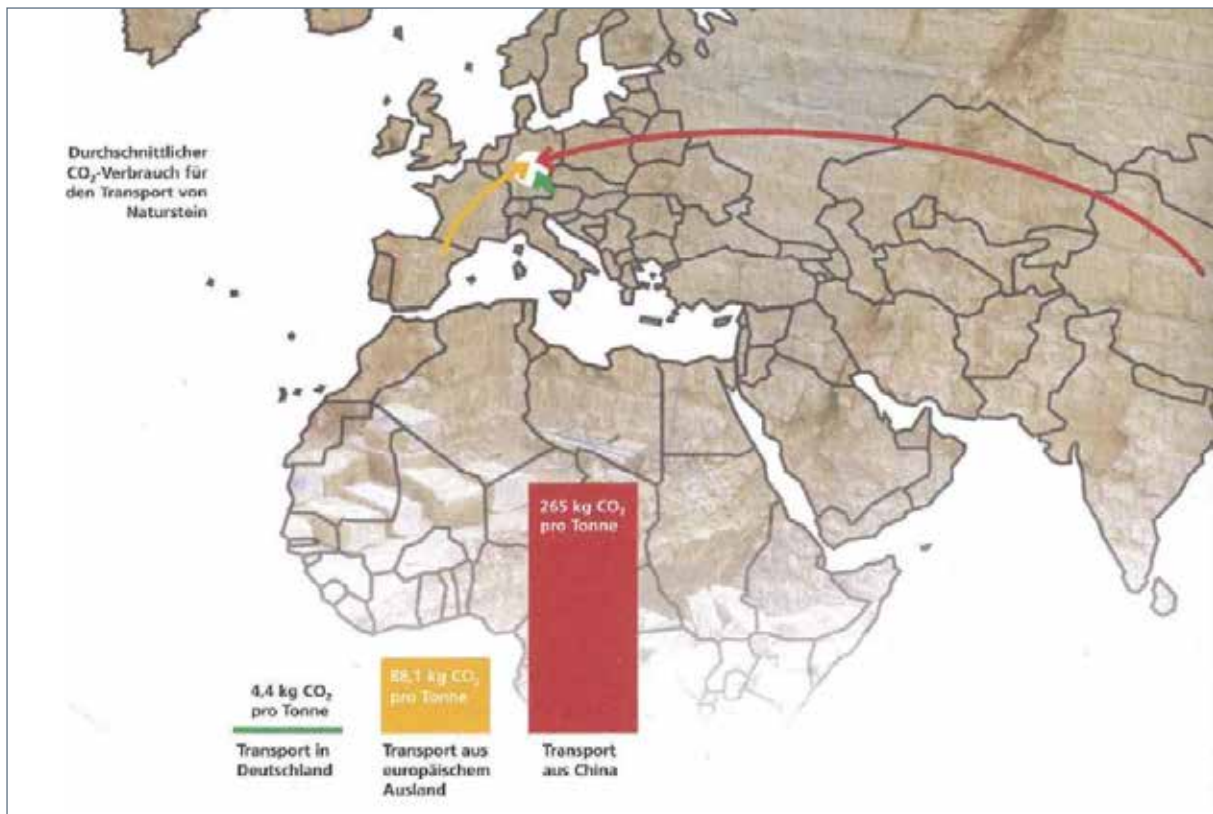 Durchschnittlicher
CO₂-Verbrauch für
den Transport von
Naturstein
265 kg CO₂
pro Tonne
88,1 kg CO₂
pro Tonne
4,4 kg CO₂
pro Tonne
Transport in
Deutschland
Transport aus
europäischem
Ausland
Transport
aus China